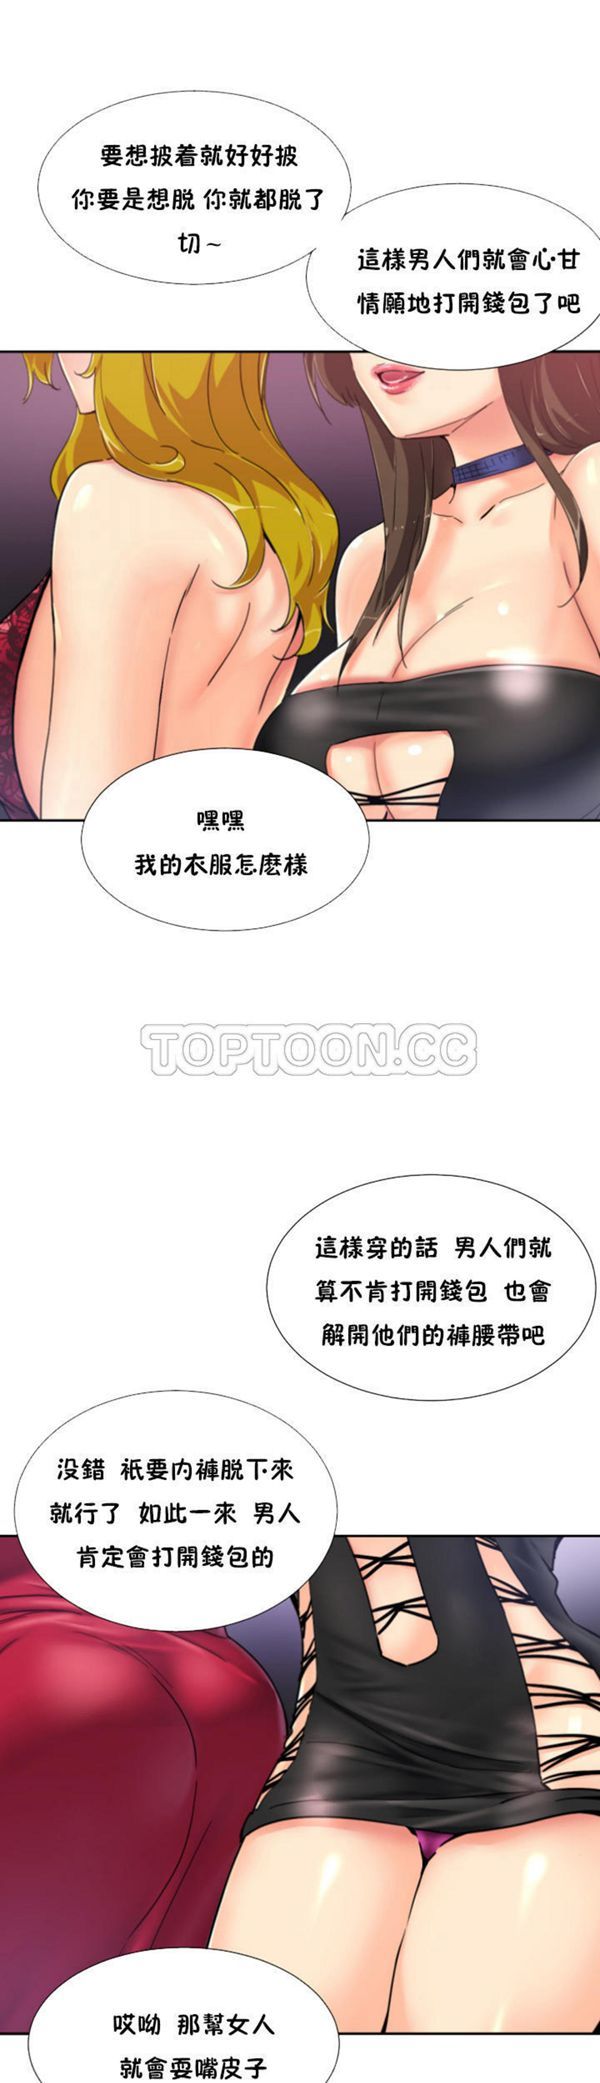 要想披着就好好披
你要是想脱 你就都脱了
切~
這樣男人們就會心甘
情願地打開錢包了吧
嘿嘿
我的衣服怎麽樣
TOPTOON.CC
這樣穿的話 男人們就
算不肯打開錢包 也會
解開他們的褲腰帶吧
没錯 祇要内褲脱下來
就行了 如此一來 男人
肯定會打開錢包的
哎呦 那幫女人
就會耍嘴皮子